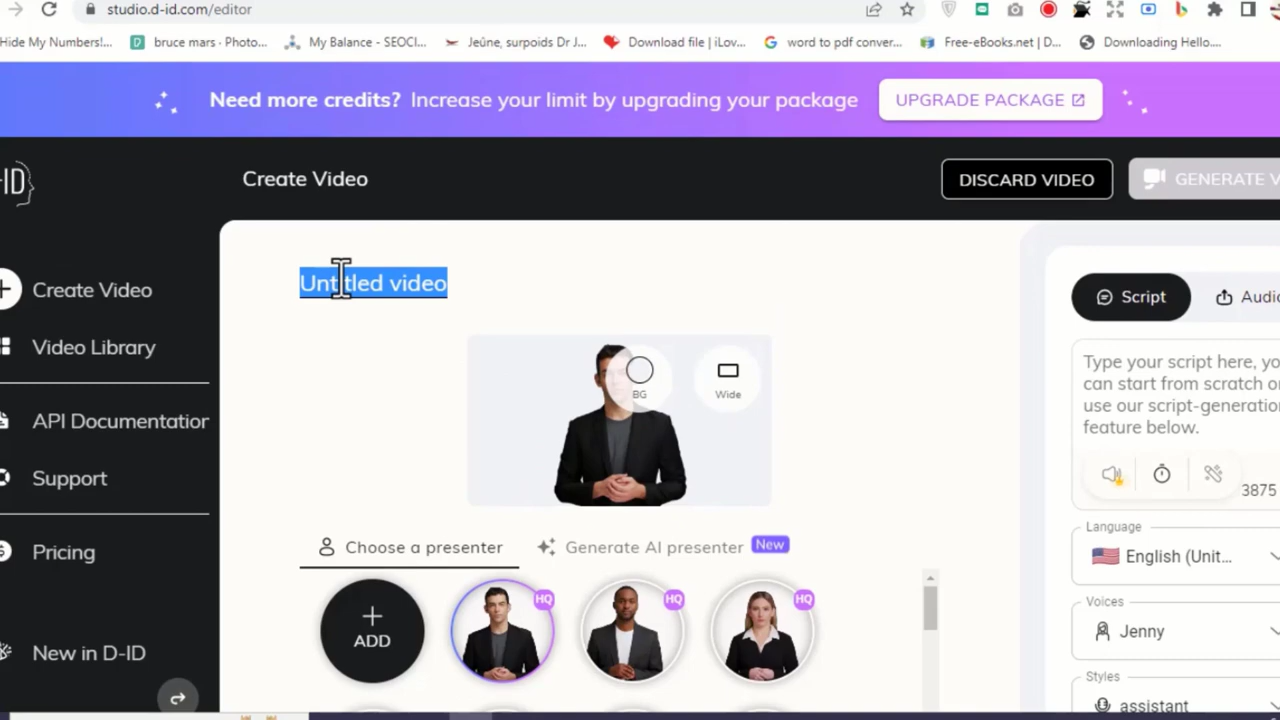 studio.d-id.com/editor
Hide My Numbers!...
bruce mars · Photo...
My Balance - SEOCl...
Jeûne, surpoids Dr J...
Download file | iLov...
word to pdf conver...
Free-eBooks.net | D...
Downloading Hello....
Need more credits? Increase your limit by upgrading your package
UPGRADE PACKAGE
-ID
Create Video
DISCARD VIDEO
GENERATE V
Untitled video
Create Video
Video Library
API Documentation
Support
Pricing
New in D-ID
BG
Wide
Choose a presenter
Generate AI presenter
New
ADD
HQ
HQ
HQ
Script
Audio
Type your script here, yo
can start from scratch or
use our script-generation
feature below.
3875
Language
English (Unit...
Voices
Jenny
Styles
assistant